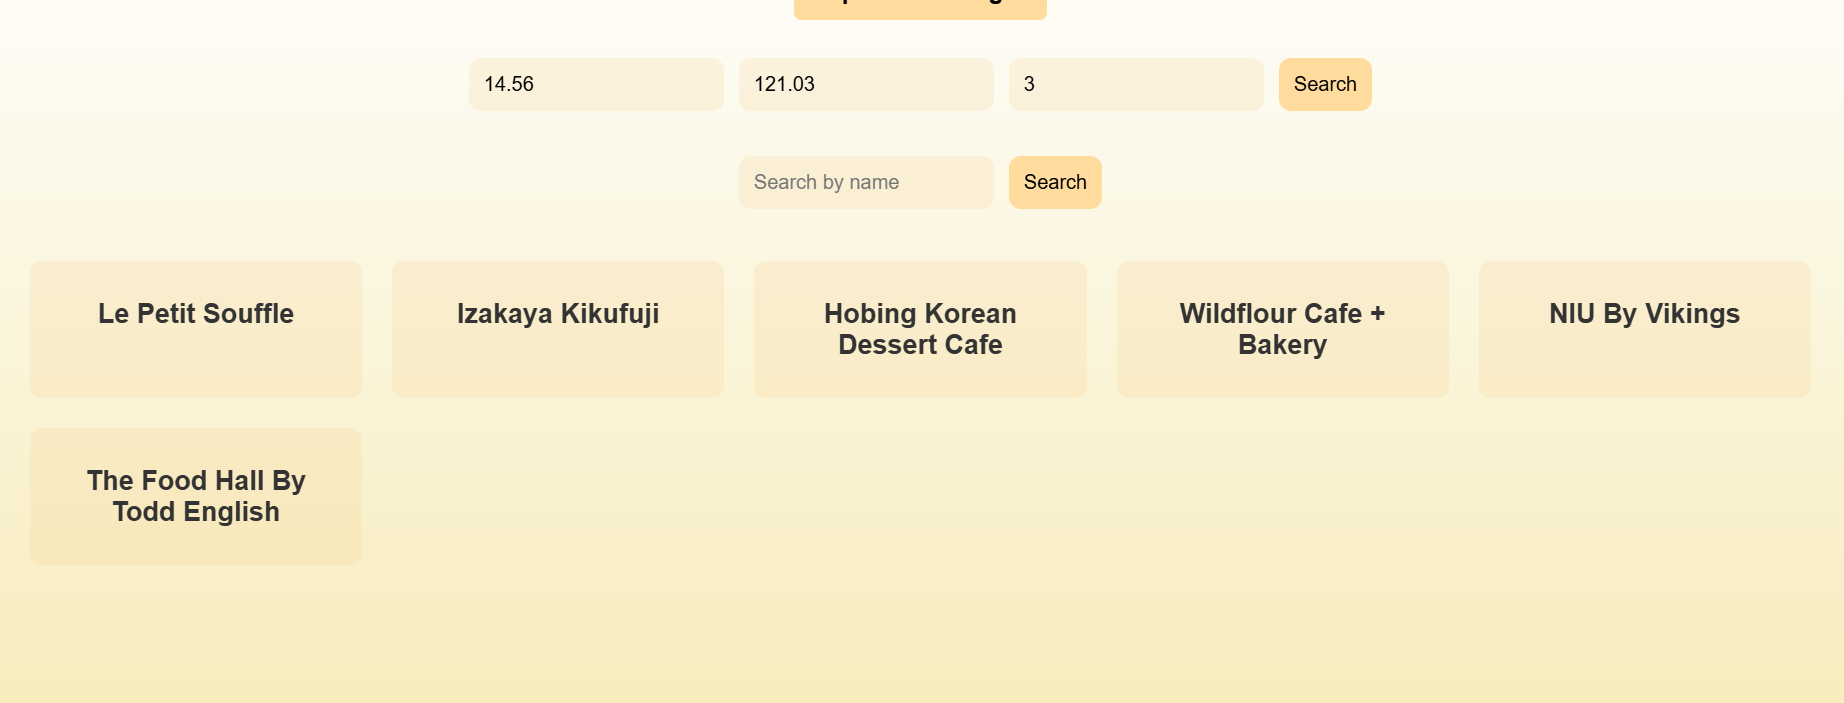 14.56
121.03
3
Search
Search by name
Search
Le Petit Souffle
Izakaya Kikufuji
Hobing Korean
Dessert Cafe
Wildflour Cafe +
Bakery
NIU By Vikings
The Food Hall By
Todd English